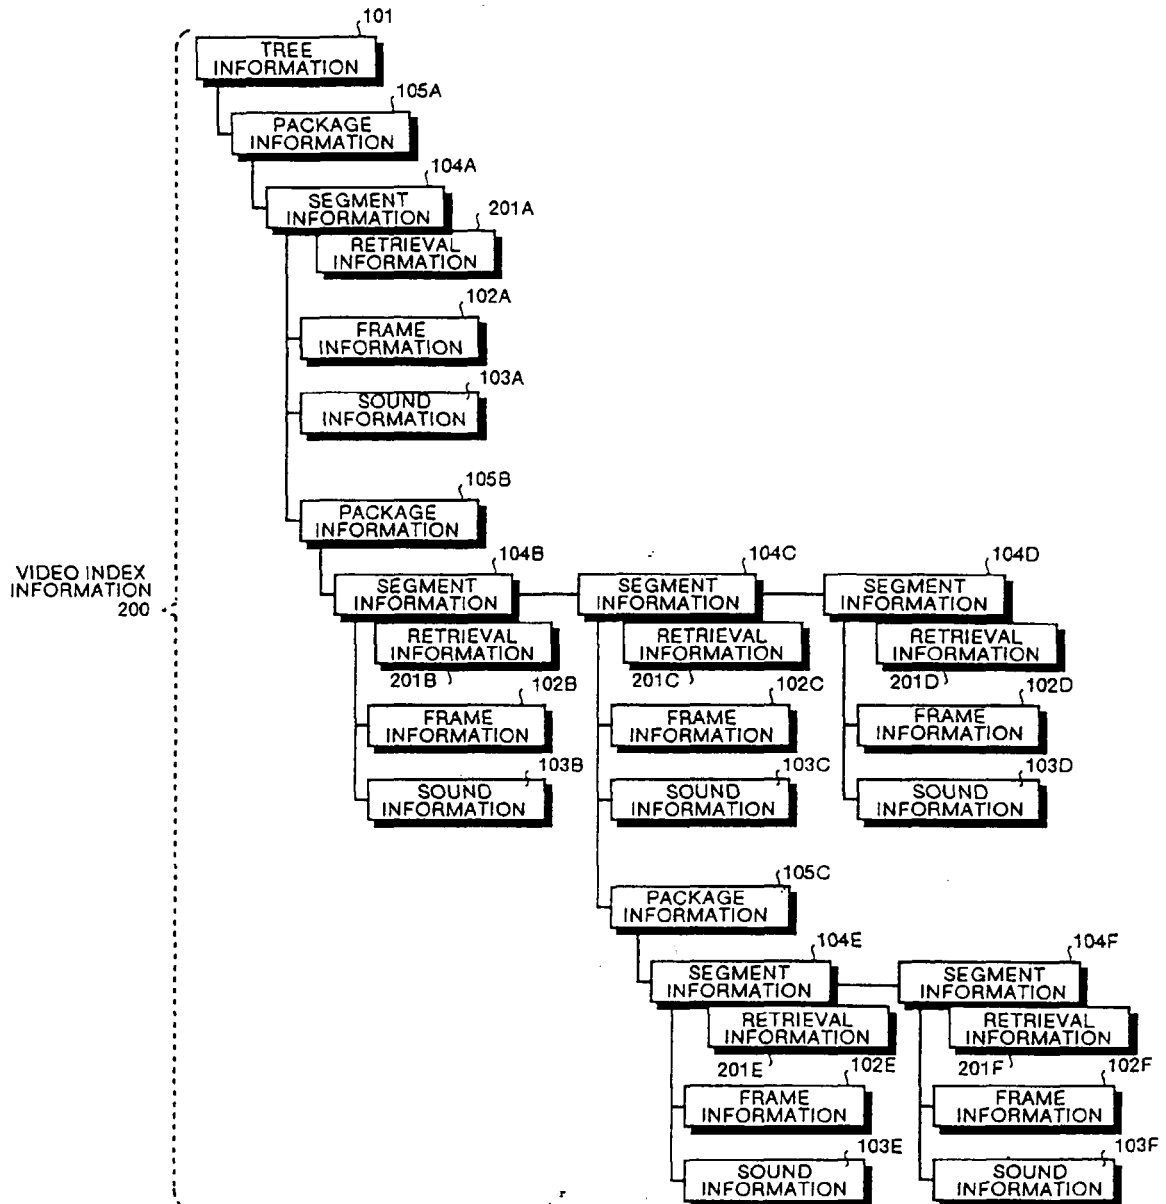 101
TREE
INFORMATION
105A
PACKAGE
INFORMATION
104A
SEGMENT
INFORMATION
201A
RETRIEVAL
INFORMATION
102A
FRAME
INFORMATION
103A
SOUND
INFORMATION
105B
PACKAGE
INFORMATION
VIDEO INDEX
INFORMATION
200
104B
SEGMENT
INFORMATION
RETRIEVAL
INFORMATION
201B
102B
FRAME
INFORMATION
103B
SOUND
INFORMATION
104C
SEGMENT
INFORMATION
RETRIEVAL
INFORMATION
201C
102C
FRAME
INFORMATION
103C
SOUND
INFORMATION
104D
SEGMENT
INFORMATION
RETRIEVAL
INFORMATION
201D
102D
FRAME
INFORMATION
103D
SOUND
INFORMATION
105C
PACKAGE
INFORMATION
104E
SEGMENT
INFORMATION
RETRIEVAL
INFORMATION
201E
102E
FRAME
INFORMATION
103E
SOUND
INFORMATION
104F
SEGMENT
INFORMATION
RETRIEVAL
INFORMATION
201F
102F
FRAME
INFORMATION
103F
SOUND
INFORMATION